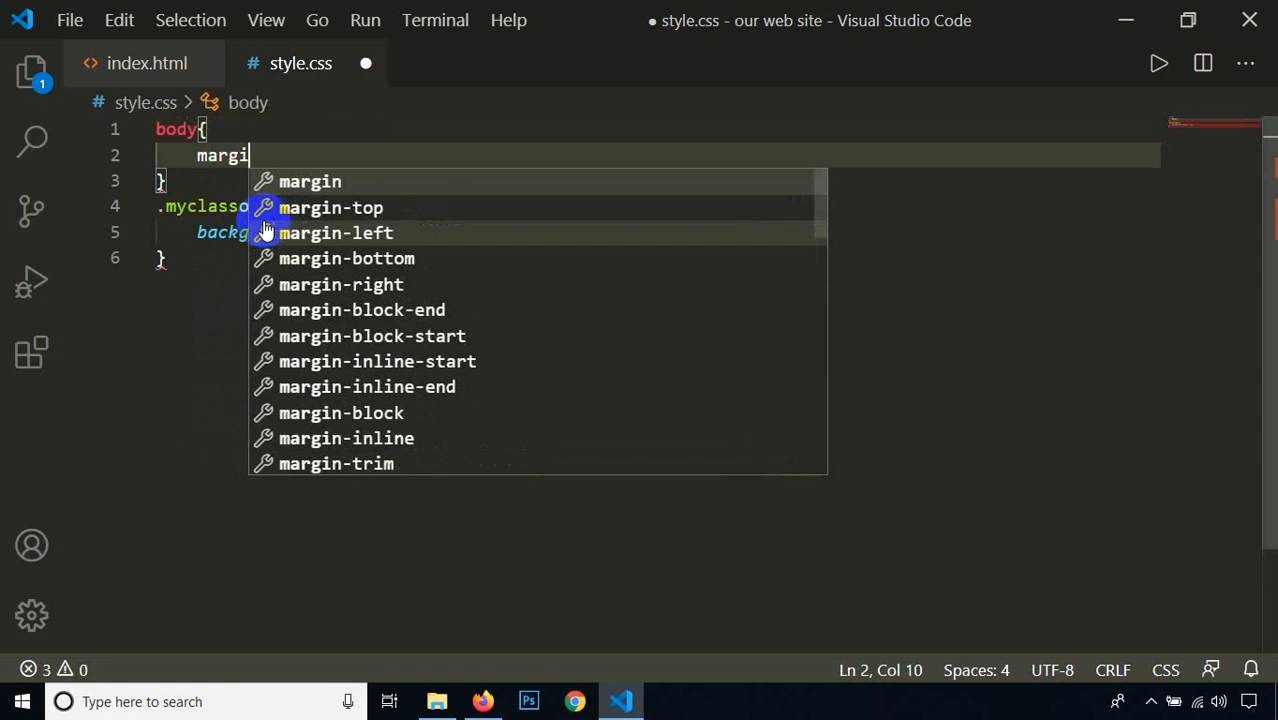 File Edit Selection View Go Run Terminal Help ● style.css - our web site - Visual Studio Code
<> index.html # style.css ●
1
# style.css > body
1 body{
2 margi
3 }
4 .myclasso
5 backg
6 }
margin
margin-top
margin-left
margin-bottom
margin-right
margin-block-end
margin-block-start
margin-inline-start
margin-inline-end
margin-block
margin-inline
margin-trim
3 0 Ln 2, Col 10 Spaces: 4 UTF-8 CRLF CSS
Type here to search Ps